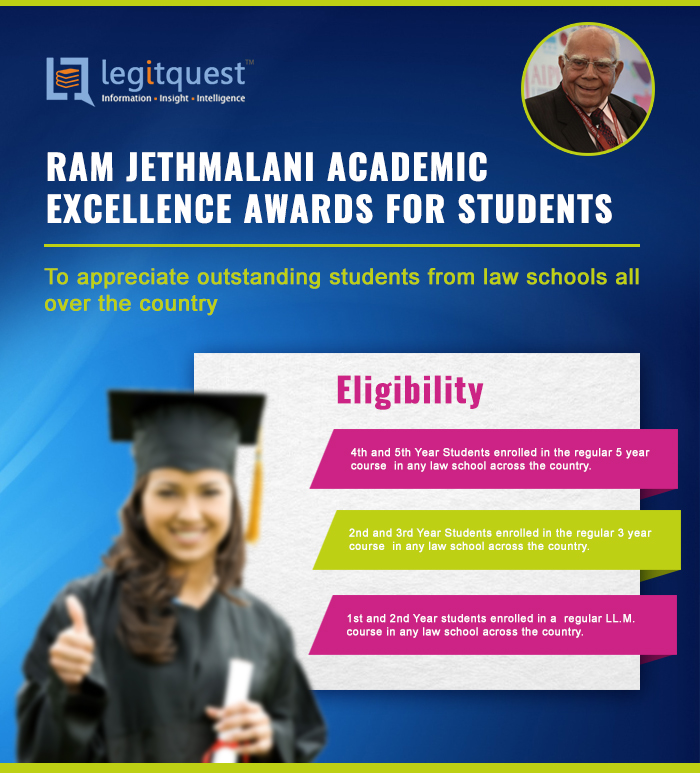 legitquest™
Information • Insight • Intelligence
RAM JETHMALANI ACADEMIC
EXCELLENCE AWARDS FOR STUDENTS
To appreciate outstanding students from law schools all
over the country
Eligibility
4th and 5th Year Students enrolled in the regular 5 year
course in any law school across the country.
2nd and 3rd Year Students enrolled in the regular 3 year
course in any law school across the country.
1st and 2nd Year students enrolled in a regular LL.M.
course in any law school across the country.